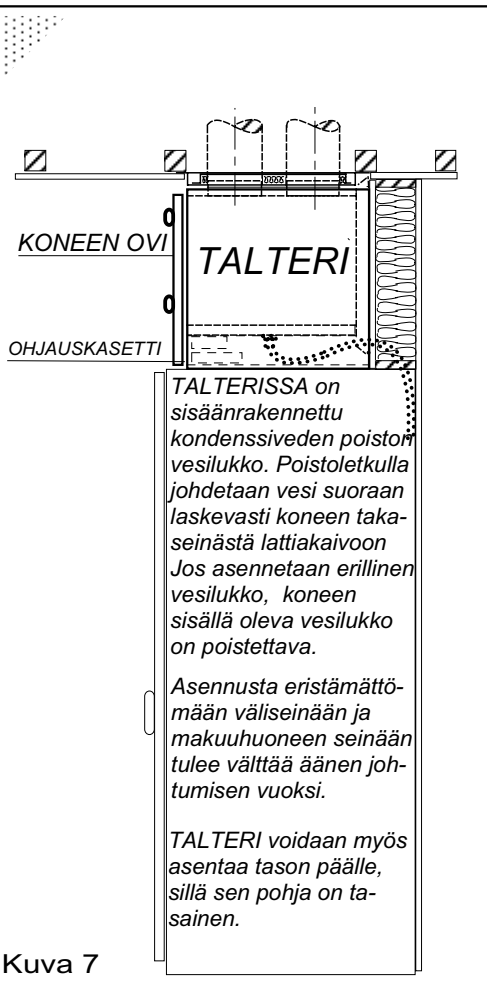 KONEEN OVI
TALTERI
OHJAUSKASETTI
TALTERISSA on
sisäänrakennettu
kondenssiveden poiston
vesilukko. Poistoletkulla
johdetaan vesi suoraan
laskevasti koneen taka-
seinästä lattiakaivoon
Jos asennetaan erillinen
vesilukko, koneen
sisällä oleva vesilukko
on poistettava.
Asennusta eristämättö-
mään väliseinään ja
makuuhuoneen seinään
tulee välttää äänen joh-
tumisen vuoksi.
TALTERI voidaan myös
asentaa tason päälle,
sillä sen pohja on ta-
sainen.
Kuva 7